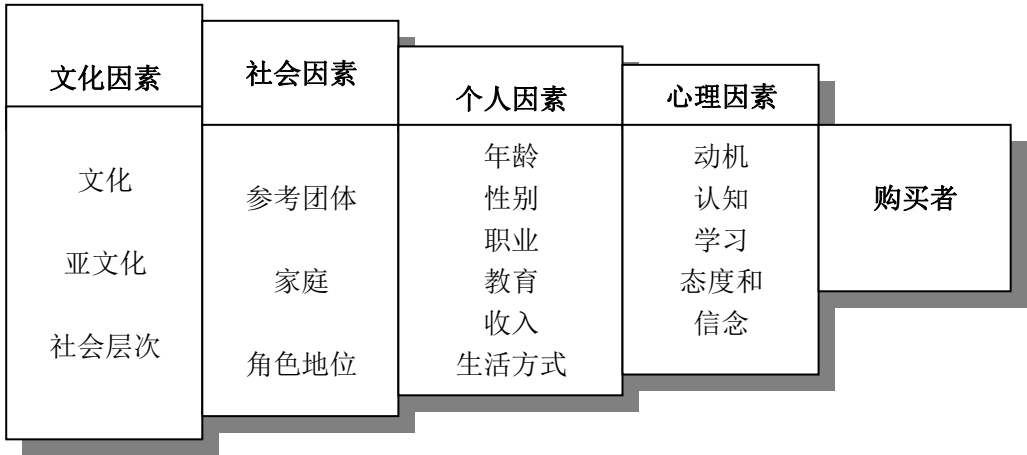 文化因素
文化
亚文化
社会层次
社会因素
参考团体
家庭
角色地位
个人因素
年龄
性别
职业
教育
收入
生活方式
心理因素
动机
认知
学习
态度和
信念
购买者